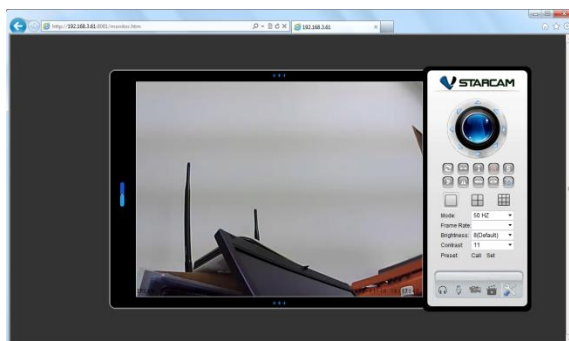 http://192.168.3.61:8081/monitor.htm
192.168.3.61
VSTARCAM
Mode: 50 HZ
Frame Rate:
Brightness: 8(Default)
Contrast: 11
Preset: Call Set